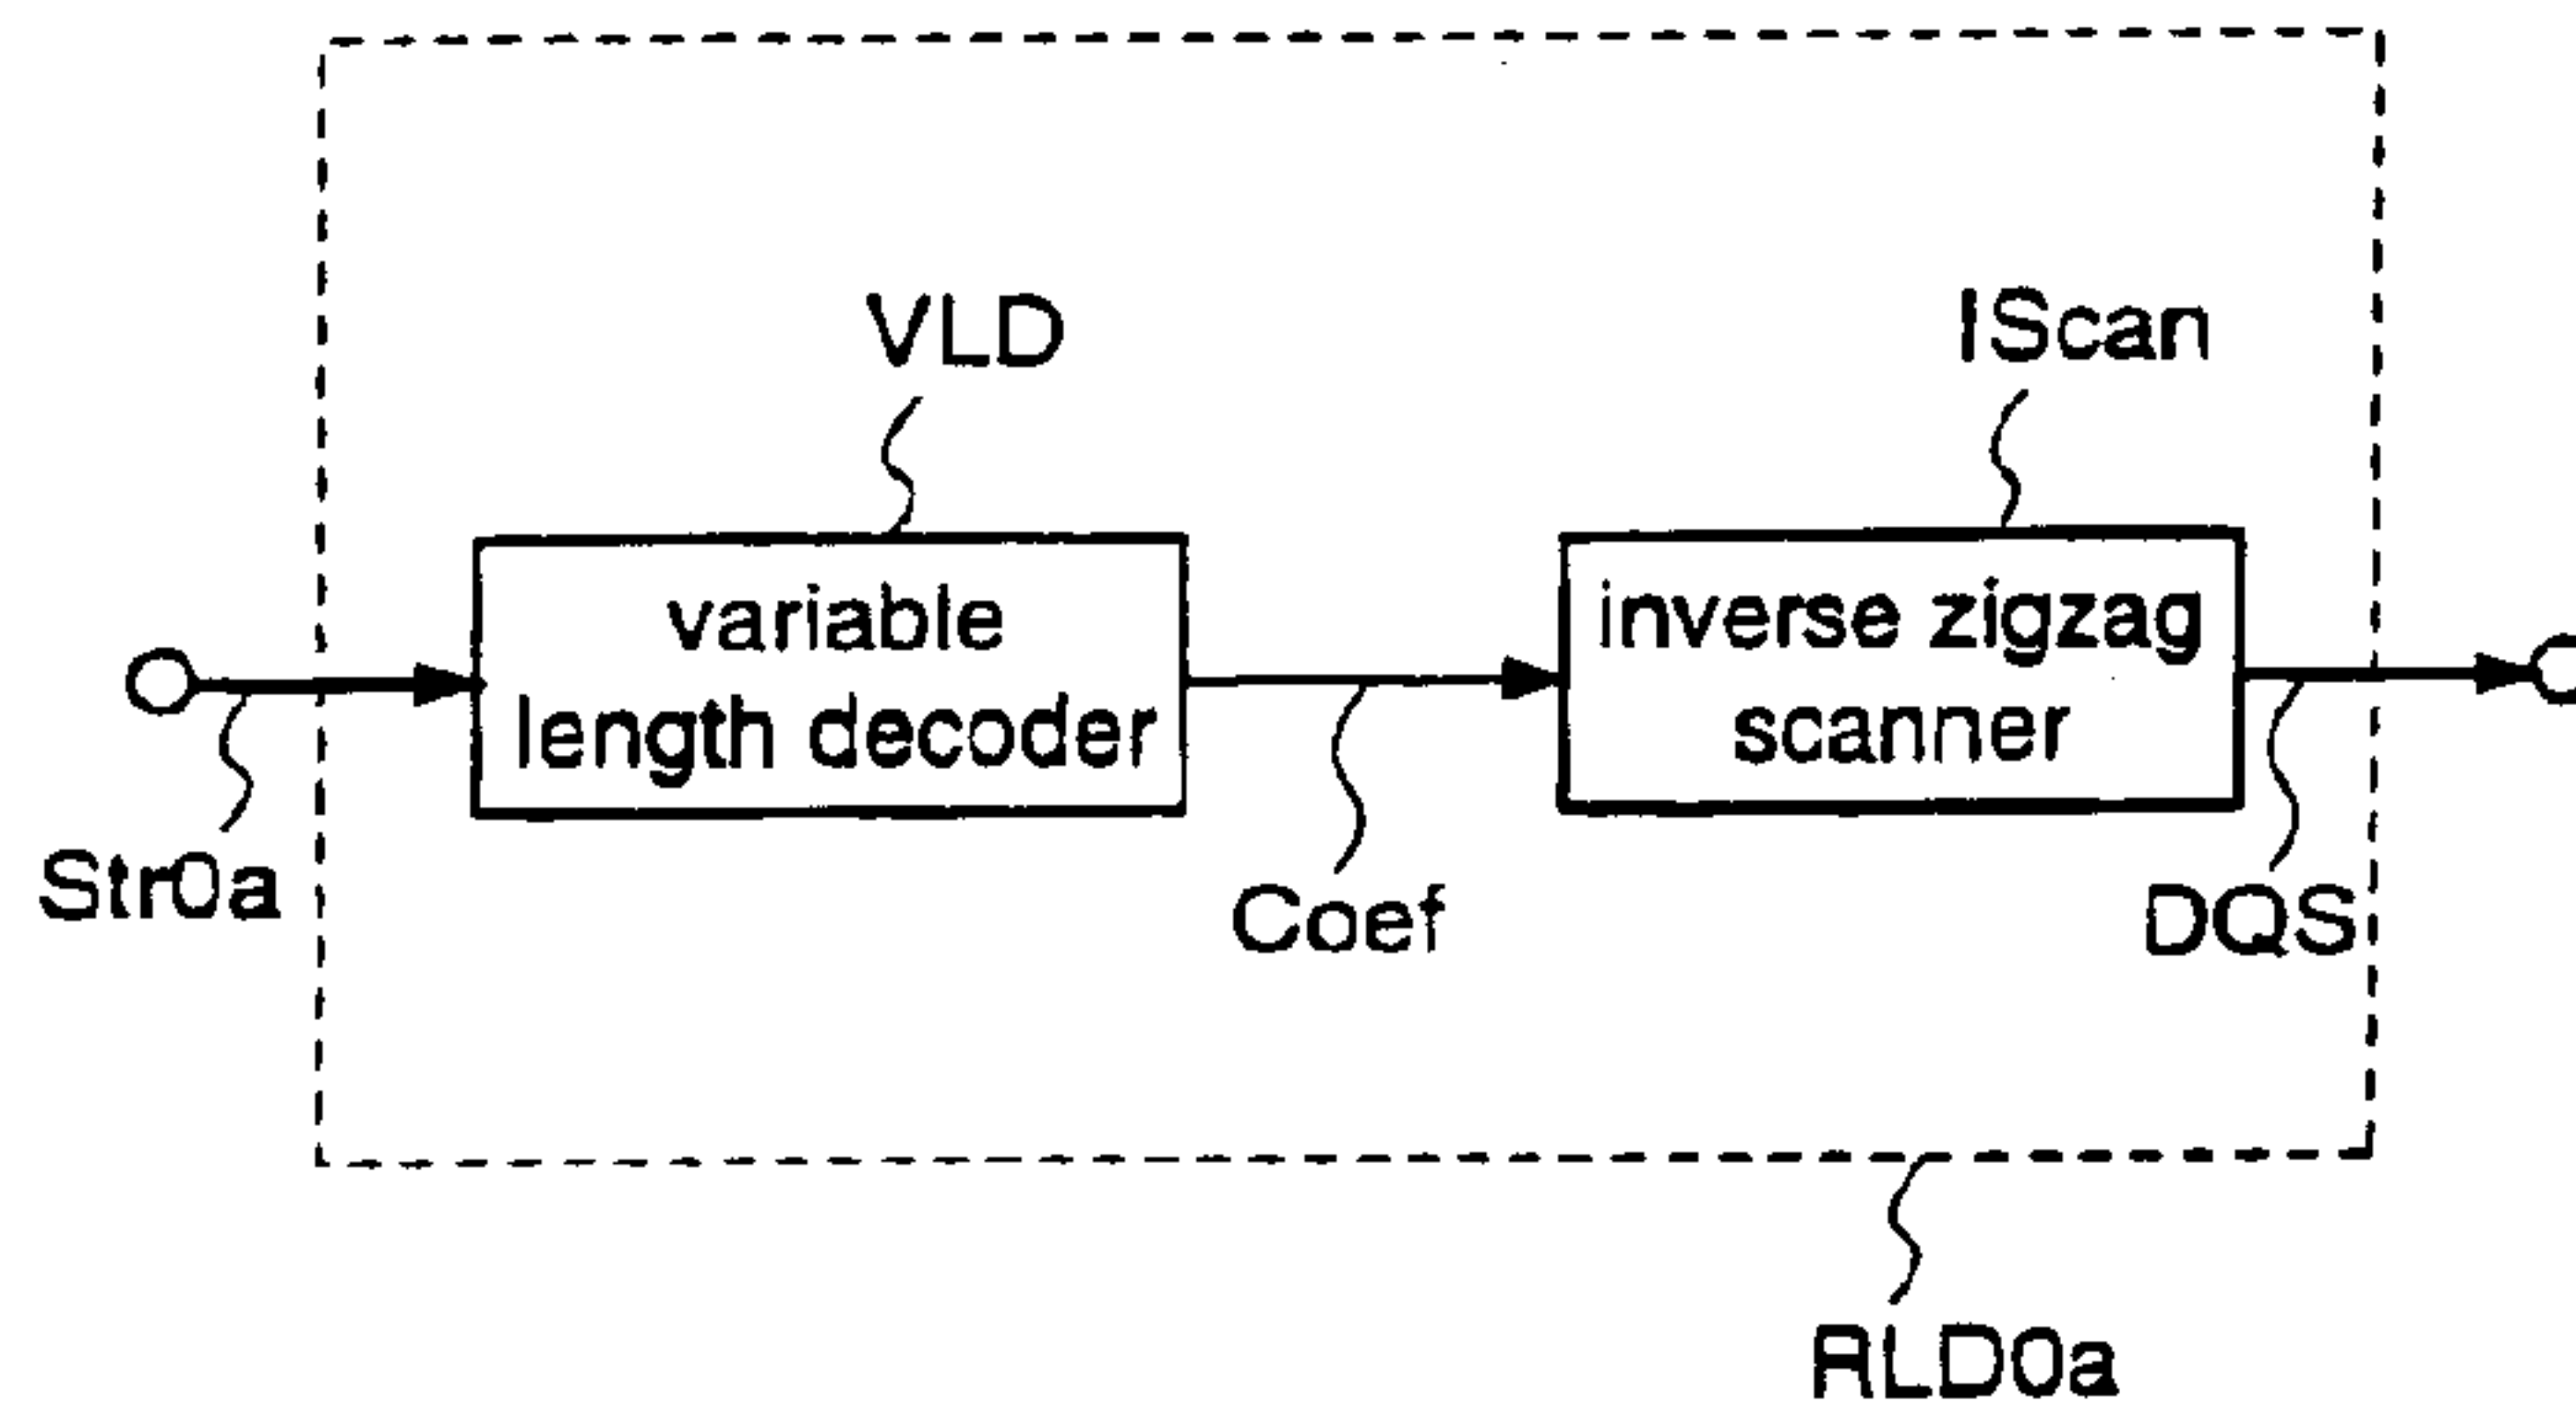 VLD
IScan
variable
length decoder
inverse zigzag
scanner
Str0a
Coef
DQS
RLD0a